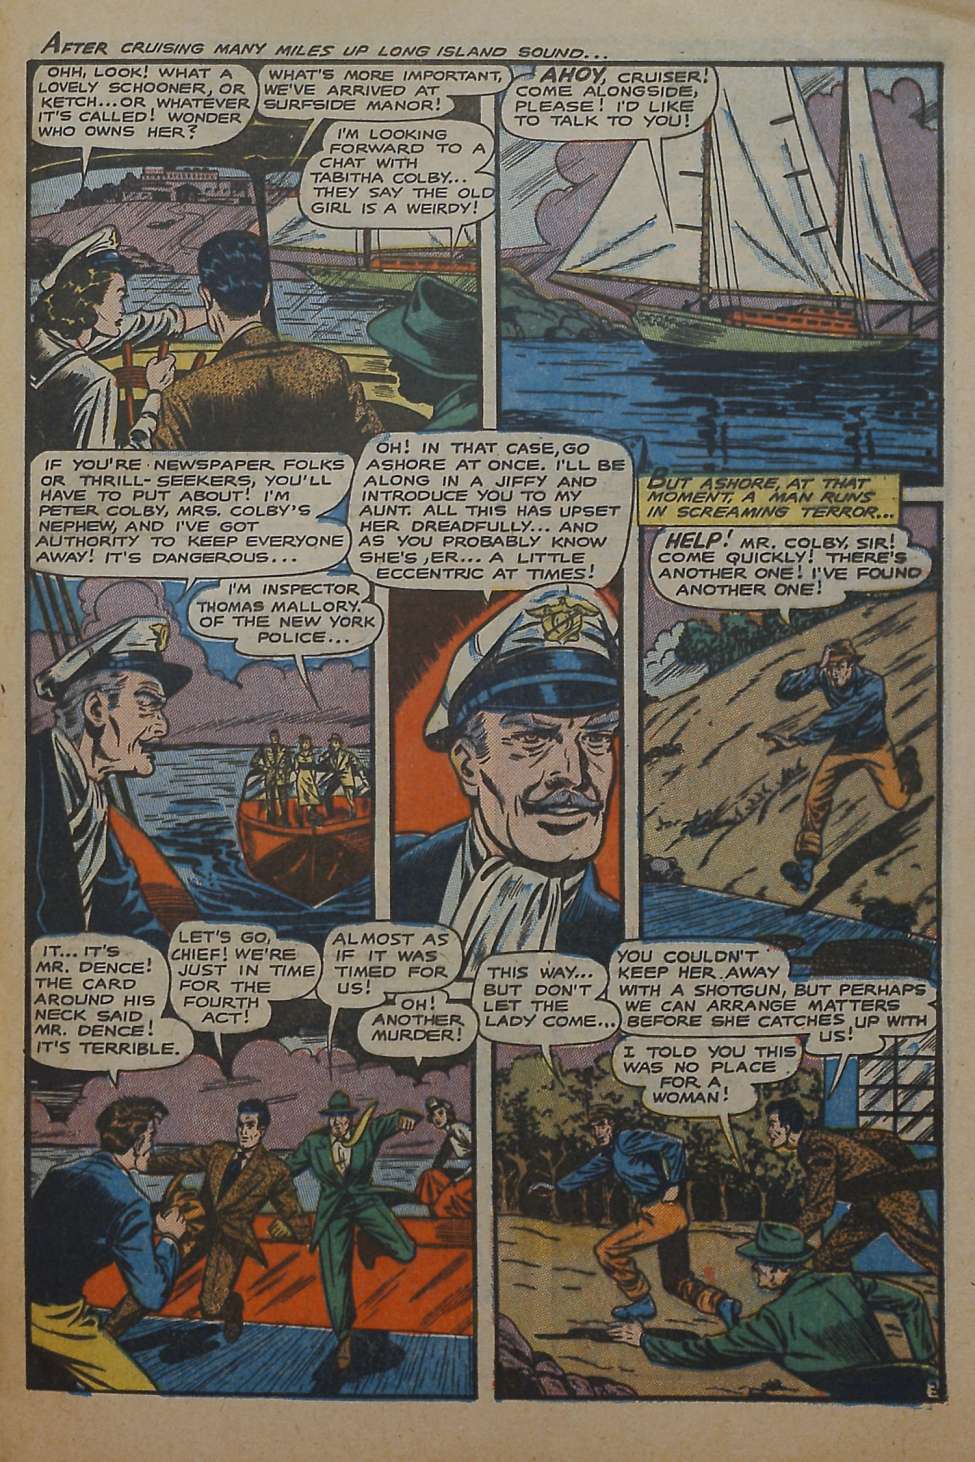 AFTER CRUISING MANY MILES UP LONG ISLAND SOUND...
OHH, LOOK! WHAT A
LOVELY SCHOONER, OR
KETCH...OR WHATEVER
IT'S CALLED! WONDER
WHO OWNS HER?
WHAT'S MORE IMPORTANT,
WE'VE ARRIVED AT
SURFSIDE MANOR!
I'M LOOKING
FORWARD TO A
CHAT WITH
TABITHA COLBY...
THEY SAY THE OLD
GIRL IS A WEIRDY!
AHOY, CRUISER!
COME ALONGSIDE,
PLEASE! I'D LIKE
TO TALK TO YOU!
IF YOU'RE NEWSPAPER FOLKS
OR THRILL-SEEKERS, YOU'LL
HAVE TO PUT ABOUT! I'M
PETER COLBY, MRS. COLBY'S
NEPHEW, AND I'VE GOT
AUTHORITY TO KEEP EVERYONE
AWAY! IT'S DANGEROUS...
I'M INSPECTOR
THOMAS MALLORY,
OF THE NEW YORK
POLICE...
OH! IN THAT CASE, GO
ASHORE AT ONCE. I'LL BE
ALONG IN A JIFFY AND
INTRODUCE YOU TO MY
AUNT. ALL THIS HAS UPSET
HER DREADFULLY... AND
AS YOU PROBABLY KNOW
SHE'S, ER... A LITTLE
ECCENTRIC AT TIMES!
BUT ASHORE, AT THAT
MOMENT, A MAN RUNS
IN SCREAMING TERROR...
HELP! MR. COLBY, SIR!
COME QUICKLY! THERE'S
ANOTHER ONE! I'VE FOUND
ANOTHER ONE!
IT... IT'S
MR. DENCE!
THE CARD
AROUND HIS
NECK SAID
MR. DENCE!
IT'S TERRIBLE.
LET'S GO,
CHIEF! WE'RE
JUST IN TIME
FOR THE
FOURTH
ACT!
ALMOST AS
IF IT WAS
TIMED FOR
US!
OH!
ANOTHER
MURDER!
THIS WAY...
BUT DON'T
LET THE
LADY COME...
YOU COULDN'T
KEEP HER AWAY
WITH A SHOTGUN, BUT PERHAPS
WE CAN ARRANGE MATTERS
BEFORE SHE CATCHES UP WITH
US!
I TOLD YOU THIS
WAS NO PLACE
FOR A
WOMAN!